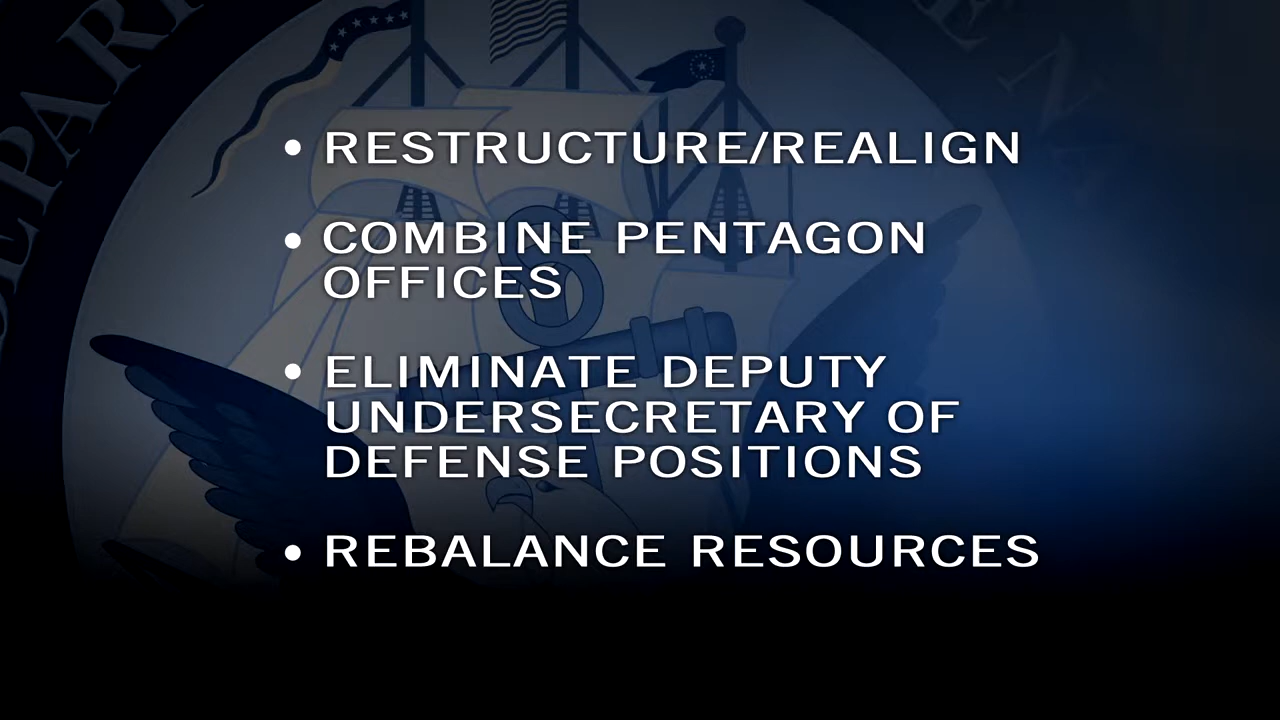 • RESTRUCTURE/REALIGN
• COMBINE PENTAGON
OFFICES
• ELIMINATE DEPUTY
UNDERSECRETARY OF
DEFENSE POSITIONS
• REBALANCE RESOURCES